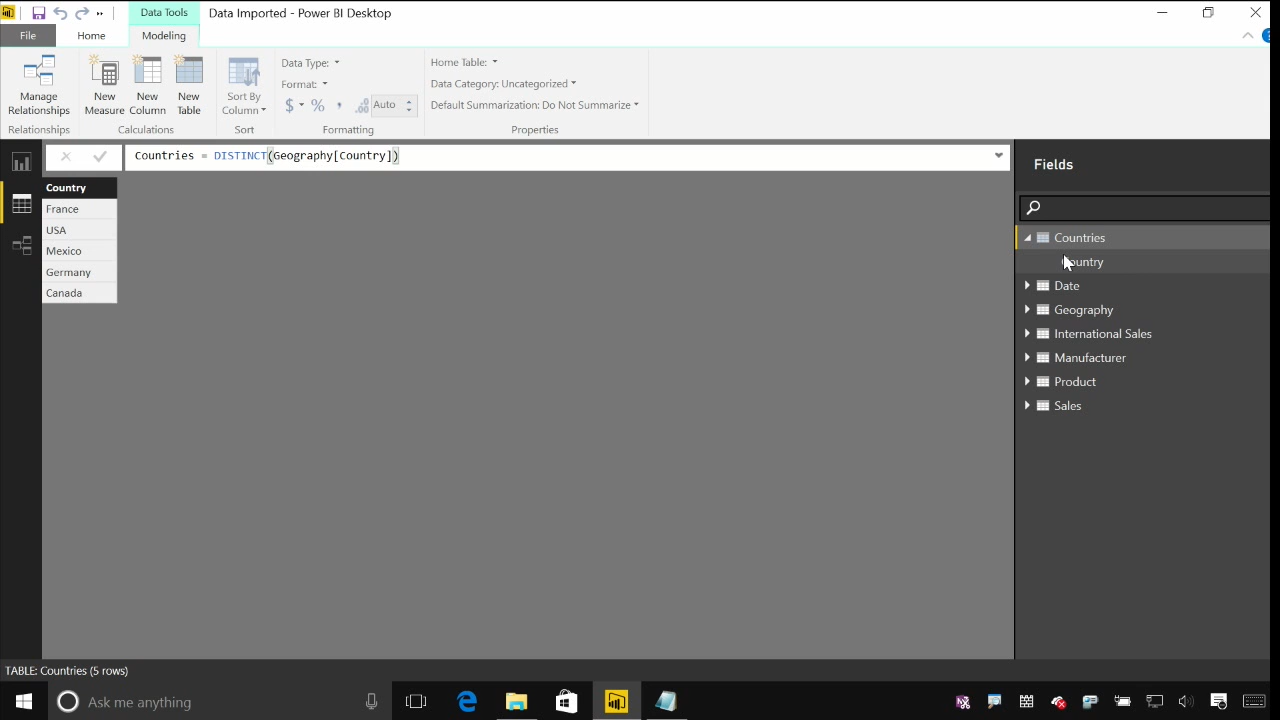 Data Tools
Data Imported - Power BI Desktop
File
Home
Modeling
Manage
Relationships
New
Measure
New
Column
New
Table
Sort By
Column
Data Type:
Format:
$ % , .00 Auto
Home Table:
Data Category: Uncategorized
Default Summarization: Do Not Summarize
Relationships
Calculations
Sort
Formatting
Properties
Countries = DISTINCT(Geography[Country])
Country
France
USA
Mexico
Germany
Canada
Fields
Countries
Country
Date
Geography
International Sales
Manufacturer
Product
Sales
TABLE: Countries (5 rows)
Ask me anything